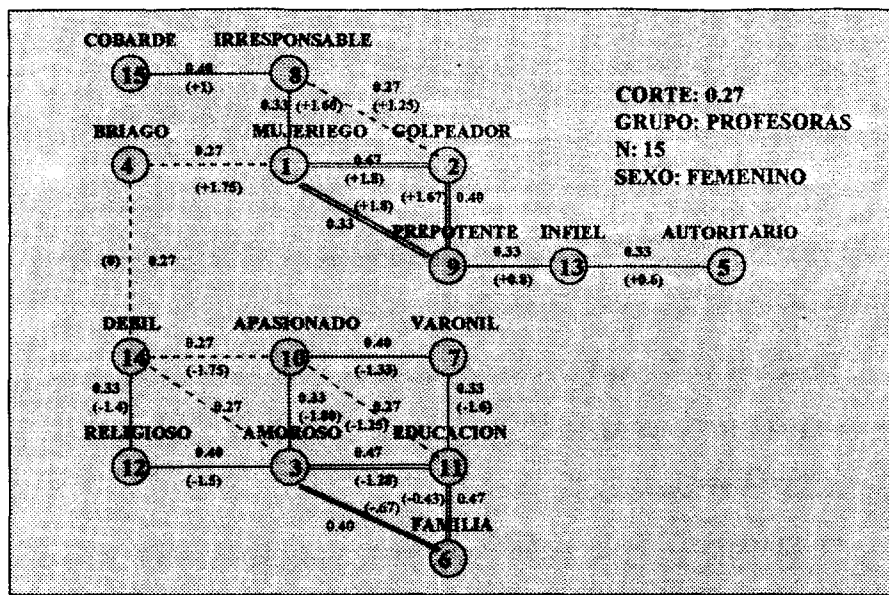 COBARDE IRRESPONSABLE
0.40
0.27
15 8
(+1)
0.33 (+1.60) (+1.25)
CORTE: 0.27
GRUPO: PROFESORAS
N: 15
SEXO: FEMENINO
BRIAGO MUJERIEGO GOLPEADOR
0.27 0.47
4 1 2
(+1.75) (+1.8) (+1.67) 0.40
(+1.8)
0.33
PREPOTENTE INFIEL AUTORITARIO
0.33 0.33
9 13 5
(+0.8) (+0.6)
(0) 0.27
DEBIL APASIONADO VARONIL
0.27 0.40
14 10 7
(-1.75) (-1.33)
0.33 0.33 0.27 0.33
(-1.4) 0.27 (-1.80) (-1.25) (-1.6)
RELIGIOSO AMOROSO EDUCACION
0.40 0.47
12 3 11
(-1.5) (-1.28) (-0.43) 0.47
(-.67)
0.40 FAMILIA
6